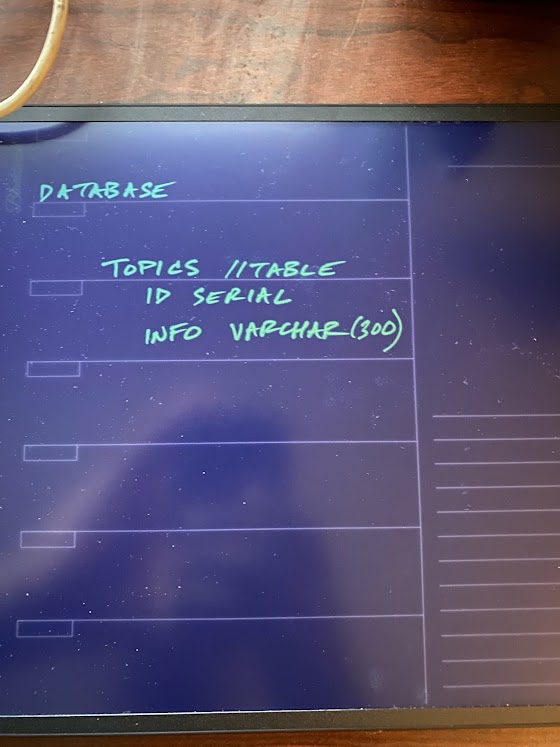 DATABASE
TOPICS //TABLE
ID SERIAL
INFO VARCHAR(300)